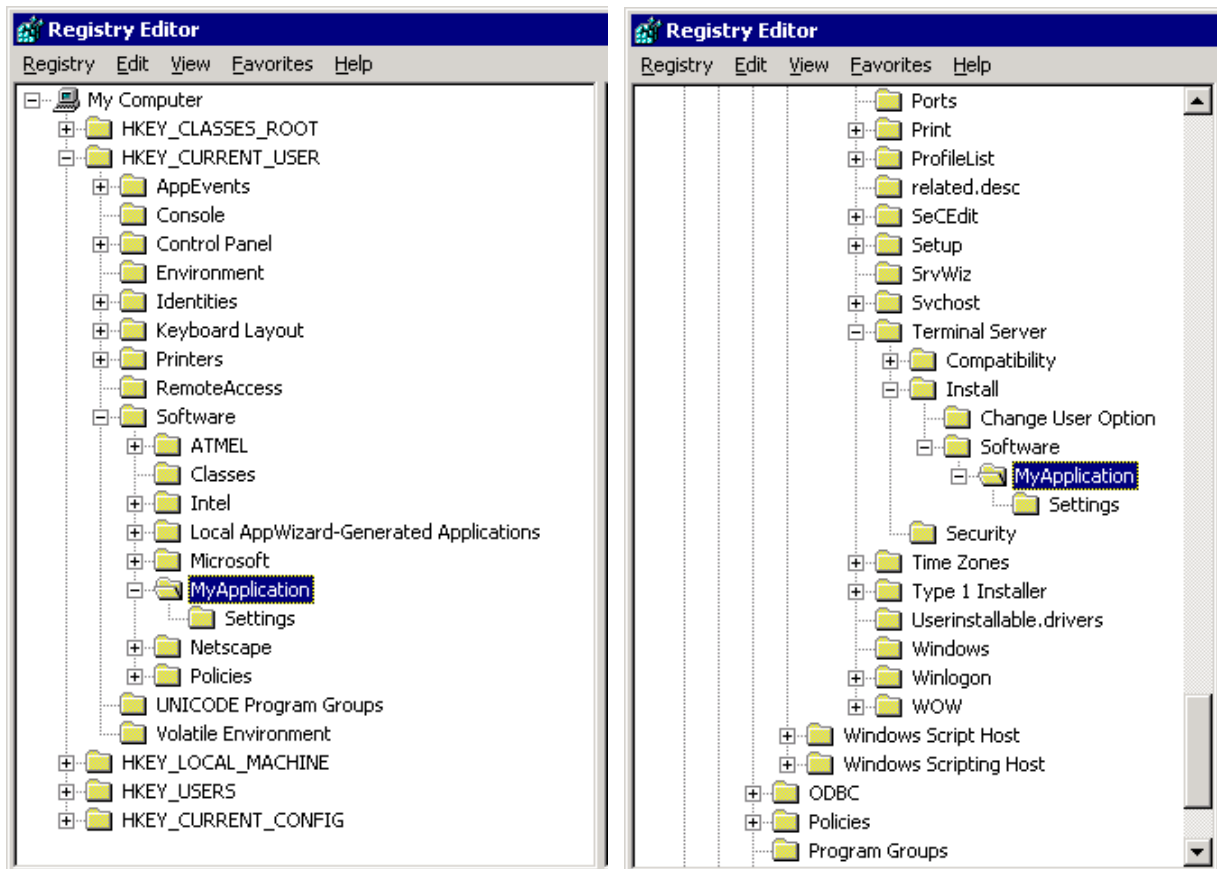 Registry Editor
Registry Edit View Favorites Help
My Computer
HKEY_CLASSES_ROOT
HKEY_CURRENT_USER
AppEvents
Console
Control Panel
Environment
Identities
Keyboard Layout
Printers
RemoteAccess
Software
ATMEL
Classes
Intel
Local AppWizard-Generated Applications
Microsoft
MyApplication
Settings
Netscape
Policies
UNICODE Program Groups
Volatile Environment
HKEY_LOCAL_MACHINE
HKEY_USERS
HKEY_CURRENT_CONFIG
Registry Editor
Registry Edit View Favorites Help
Ports
Print
ProfileList
related.desc
SeCEdit
Setup
SrvWiz
Svchost
Terminal Server
Compatibility
Install
Change User Option
Software
MyApplication
Settings
Security
Time Zones
Type 1 Installer
Userinstallable.drivers
Windows
Winlogon
WOW
Windows Script Host
Windows Scripting Host
ODBC
Policies
Program Groups